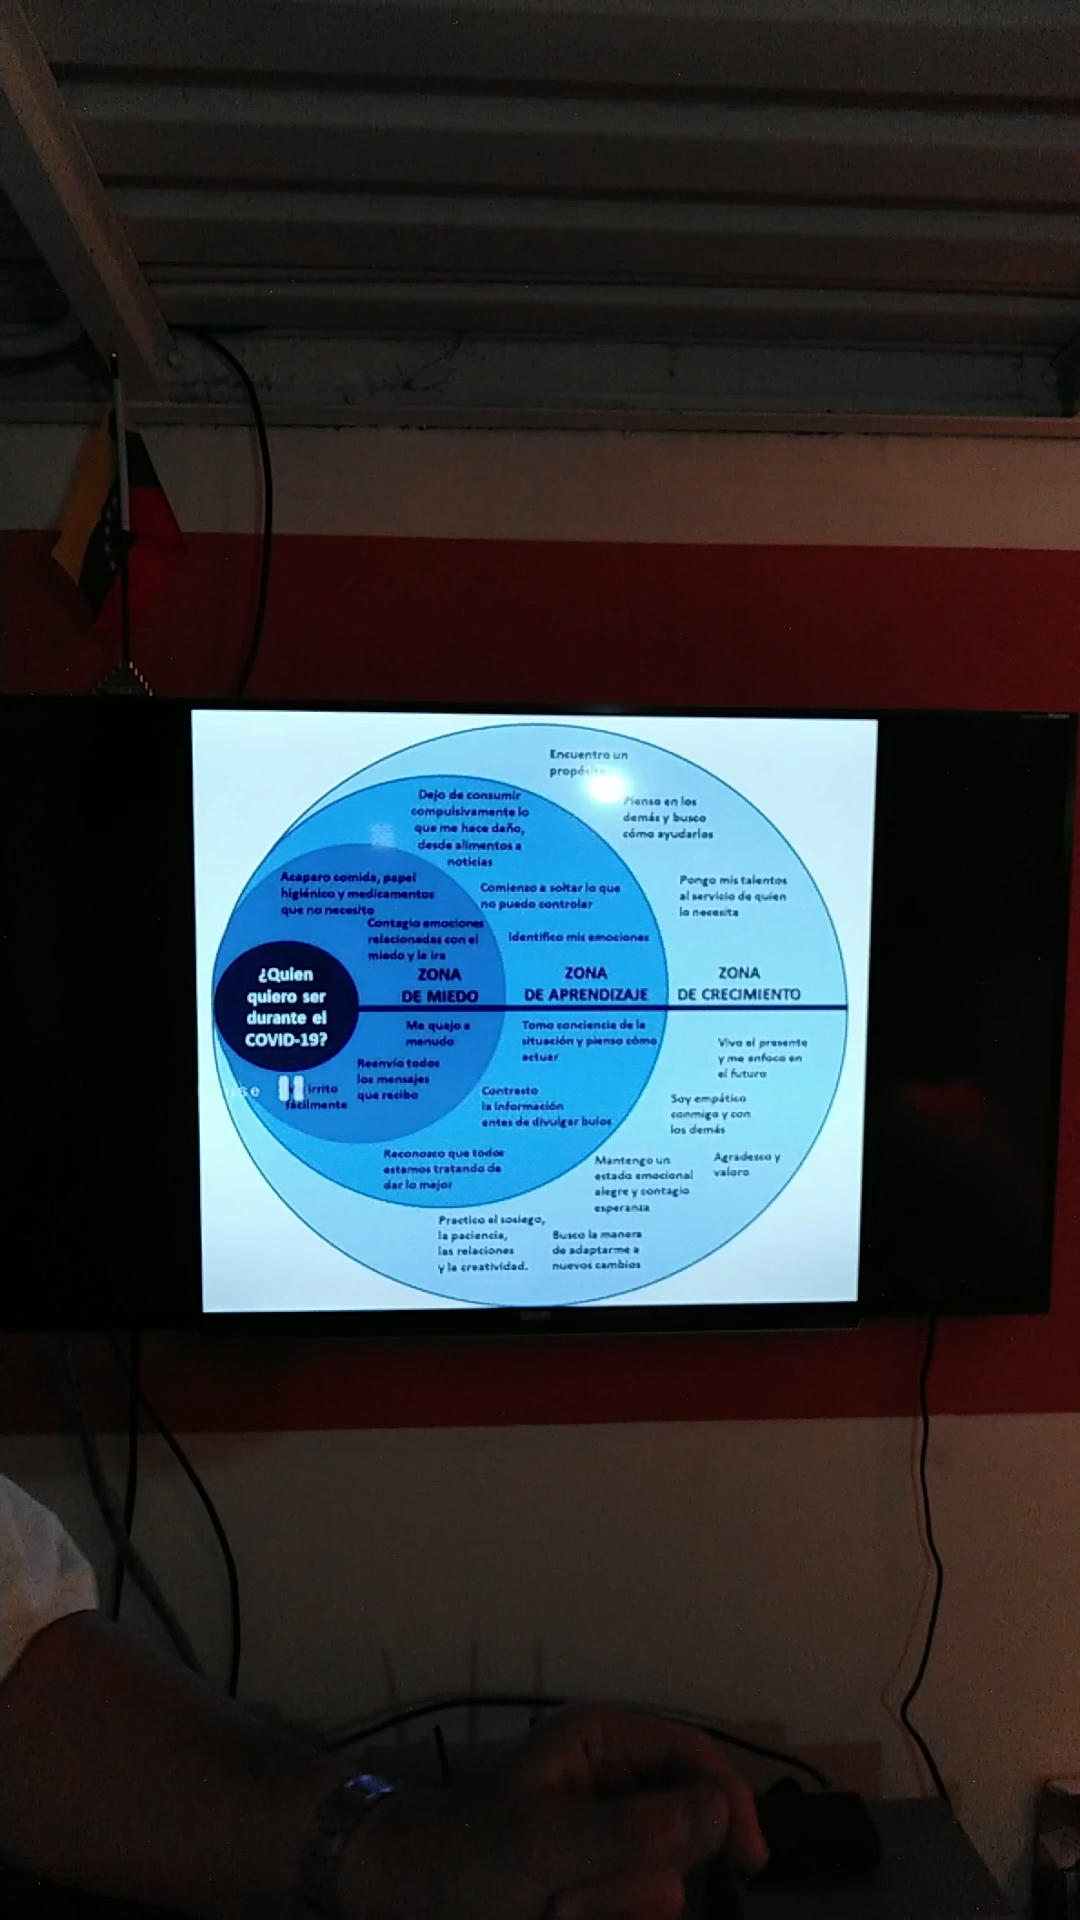 Encuentro un
propósito
Pienso en los
demás y busco
cómo ayudarlos
Dejo de consumir
compulsivamente lo
que me hace daño,
desde alimentos a
noticias
Acaparo comida, papel
higiénico y medicamentos
que no necesito
Comienzo a soltar lo que
no puedo controlar
Pongo mis talentos
al servicio de quien
lo necesita
Contagio emociones
relacionadas con el
miedo y la ira
Identifico mis emociones
¿Quien
quiero ser
durante el
COVID-19?
ZONA
DE MIEDO
ZONA
DE APRENDIZAJE
ZONA
DE CRECIMIENTO
Me quejo a
menudo
Tomo conciencia de la
situación y pienso cómo
actuar
Vivo el presente
y me enfoco en
el futuro
Reenvío todos
los mensajes
que recibo
irrito
fácilmente
Contrasto
la información
antes de divulgar bulos
Soy empático
conmigo y con
los demás
Reconozco que todos
estamos tratando de
dar lo mejor
Mantengo un
estado emocional
alegre y contagio
esperanza
Agradezco y
valoro
Practico el sosiego,
la paciencia,
las relaciones
y la creatividad.
Busco la manera
de adaptarme a
nuevos cambios